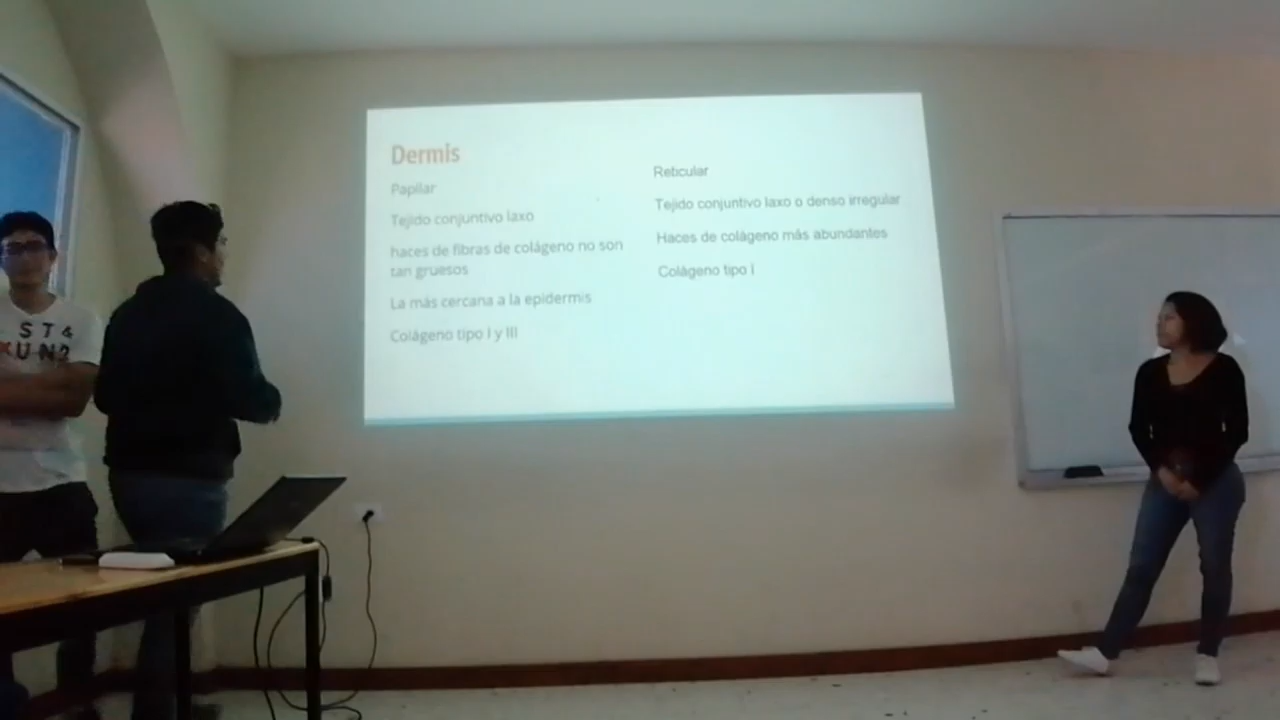 Dermis
Papilar
Tejido conjuntivo laxo
haces de fibras de colágeno no son
tan gruesos
La más cercana a la epidermis
Colágeno tipo I y III
Reticular
Tejido conjuntivo laxo o denso irregular
Haces de colágeno más abundantes
Colágeno tipo I
ST4
UN2